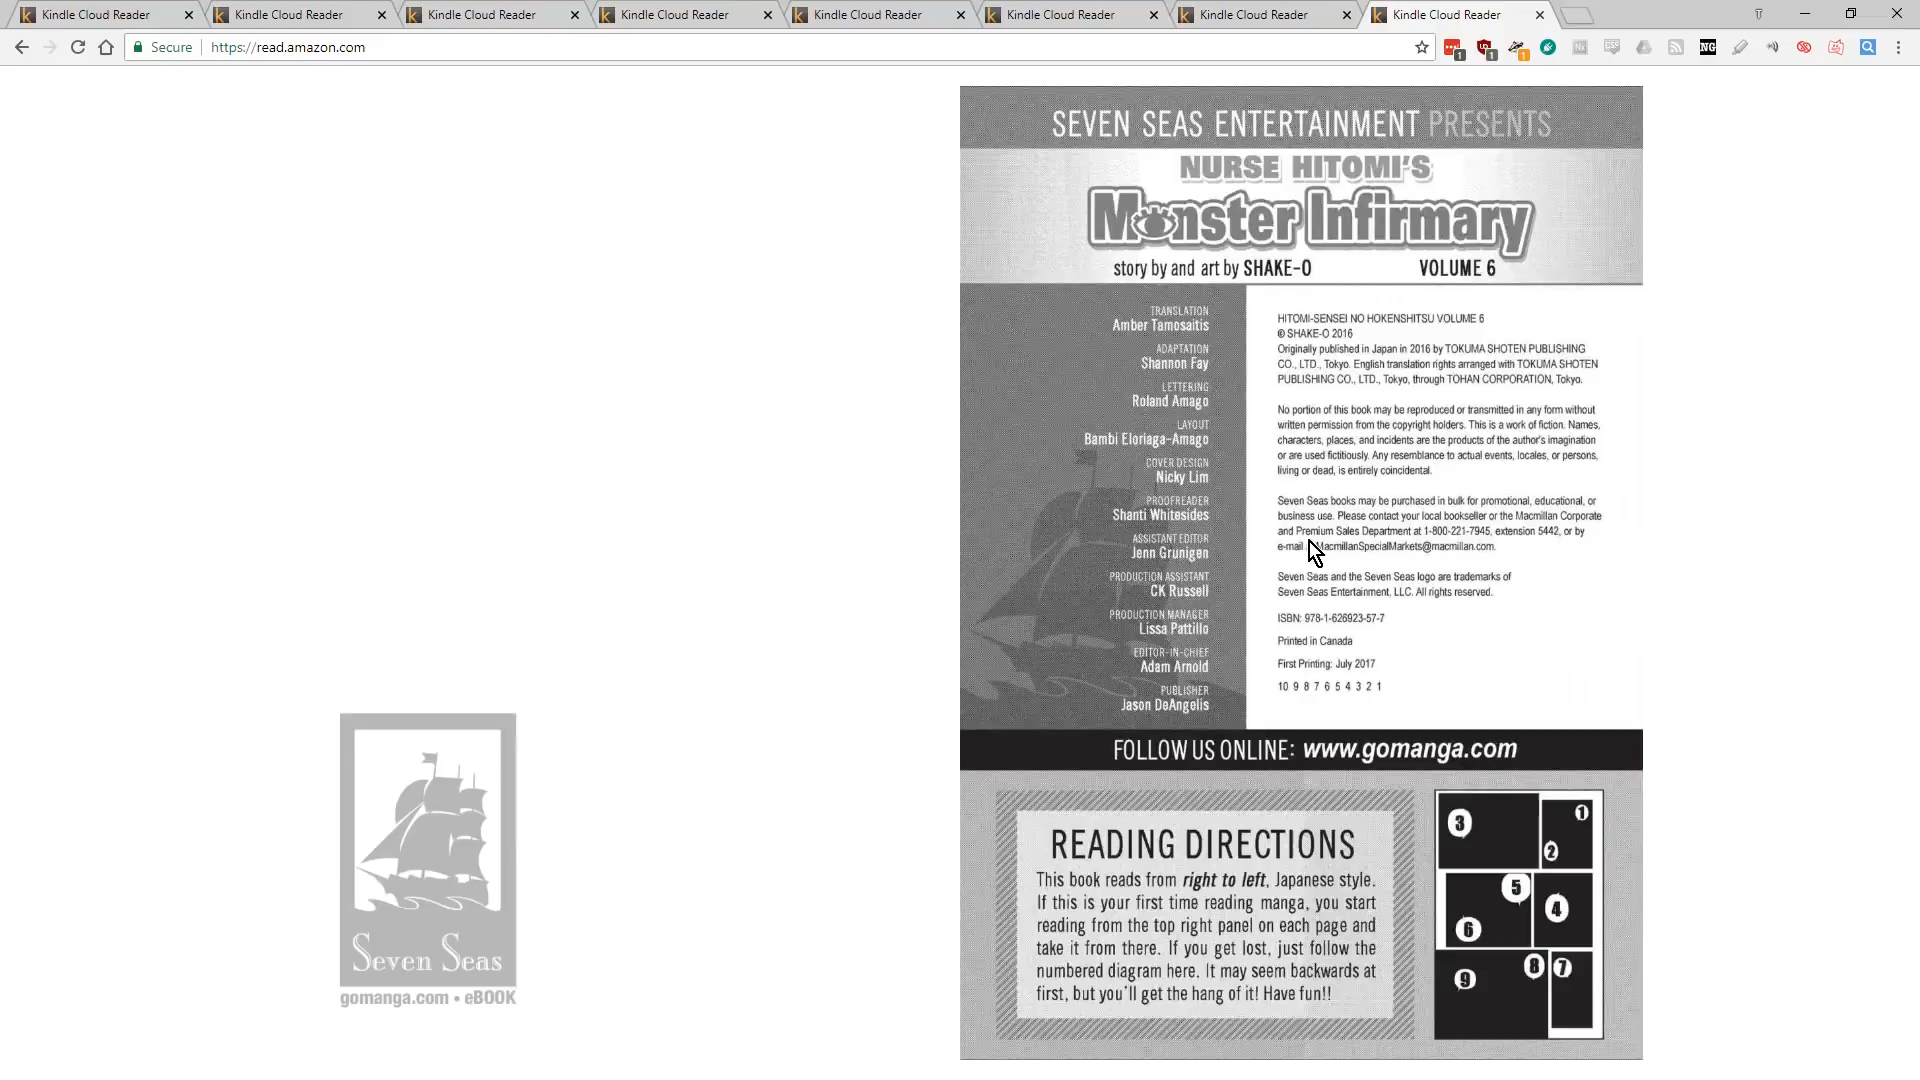 Kindle Cloud Reader
Kindle Cloud Reader
Kindle Cloud Reader
Kindle Cloud Reader
Kindle Cloud Reader
Kindle Cloud Reader
Kindle Cloud Reader
Kindle Cloud Reader
Secure
https://read.amazon.com
SEVEN SEAS ENTERTAINMENT PRESENTS
NURSE HITOMI'S
Monster Infirmary
story by and art by SHAKE-O VOLUME 6
TRANSLATION
Amber Tamosaitis
ADAPTATION
Shannon Fay
LETTERING
Roland Amago
LAYOUT
Bambi Eloriaga-Amago
COVER DESIGN
Nicky Lim
PROOFREADER
Shanti Whitesides
ASSISTANT EDITOR
Jenn Grunigen
PRODUCTION ASSISTANT
CK Russell
PRODUCTION MANAGER
Lissa Pattillo
EDITOR-IN-CHIEF
Adam Arnold
PUBLISHER
Jason DeAngelis
HITOMI-SENSEI NO HOKENSHITSU VOLUME 6
© SHAKE-O 2016
Originally published in Japan in 2016 by TOKUMA SHOTEN PUBLISHING
CO., LTD., Tokyo. English translation rights arranged with TOKUMA SHOTEN
PUBLISHING CO., LTD., Tokyo, through TOHAN CORPORATION, Tokyo.
No portion of this book may be reproduced or transmitted in any form without
written permission from the copyright holders. This is a work of fiction. Names,
characters, places, and incidents are the products of the author's imagination
or are used fictitiously. Any resemblance to actual events, locales, or persons,
living or dead, is entirely coincidental.
Seven Seas books may be purchased in bulk for promotional, educational, or
business use. Please contact your local bookseller or the Macmillan Corporate
and Premium Sales Department at 1-800-221-7945, extension 5442, or by
e-mail MacmillanSpecialMarkets@macmillan.com.
Seven Seas and the Seven Seas logo are trademarks of
Seven Seas Entertainment, LLC. All rights reserved.
ISBN: 978-1-626923-57-7
Printed in Canada
First Printing: July 2017
10 9 8 7 6 5 4 3 2 1
FOLLOW US ONLINE: www.gomanga.com
READING DIRECTIONS
This book reads from right to left, Japanese style.
If this is your first time reading manga, you start
reading from the top right panel on each page and
take it from there. If you get lost, just follow the
numbered diagram here. It may seem backwards at
first, but you'll get the hang of it! Have fun!!
3 1
2
5
6 4
9 8 7
Seven Seas
gomanga.com • eBOOK